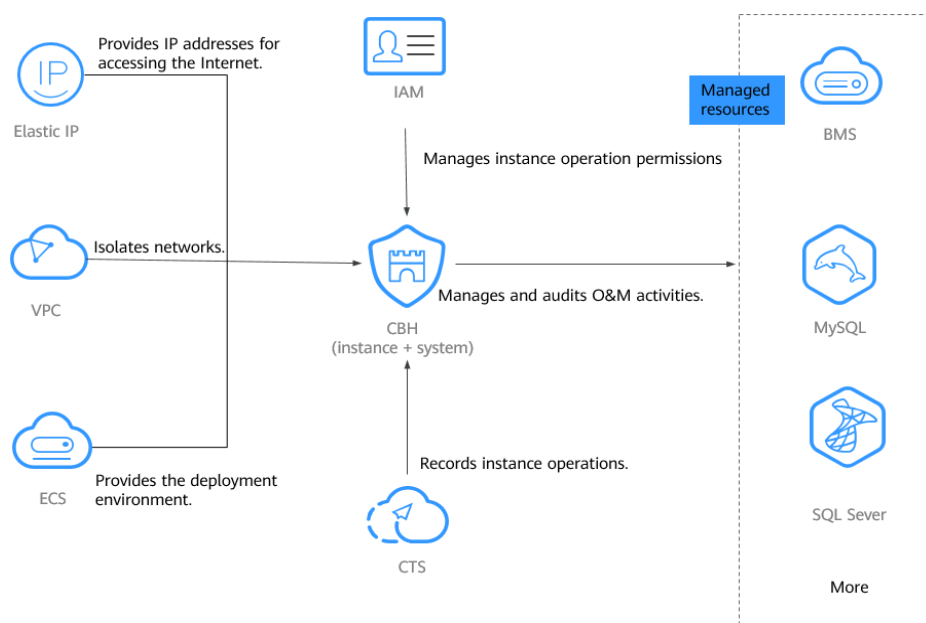 Provides IP addresses for
accessing the Internet.
IP
Elastic IP
IAM
Managed
resources
BMS
Manages instance operation permissions
Isolates networks.
VPC
Manages and audits O&M activities.
CBH
(instance + system)
MySQL
Records instance operations.
Provides the deployment
environment.
ECS
CTS
SQL Sever
More